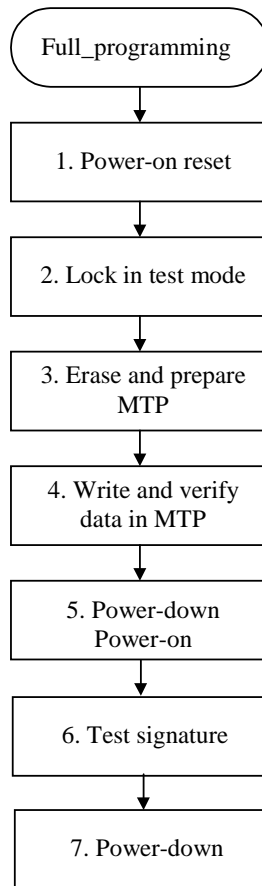 Full_programming
1. Power-on reset
2. Lock in test mode
3. Erase and prepare
MTP
4. Write and verify
data in MTP
5. Power-down
Power-on
6. Test signature
7. Power-down